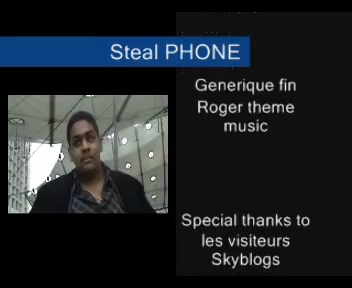 Steal PHONE
Generique fin
Roger theme
music
Special thanks to
les visiteurs
Skyblogs